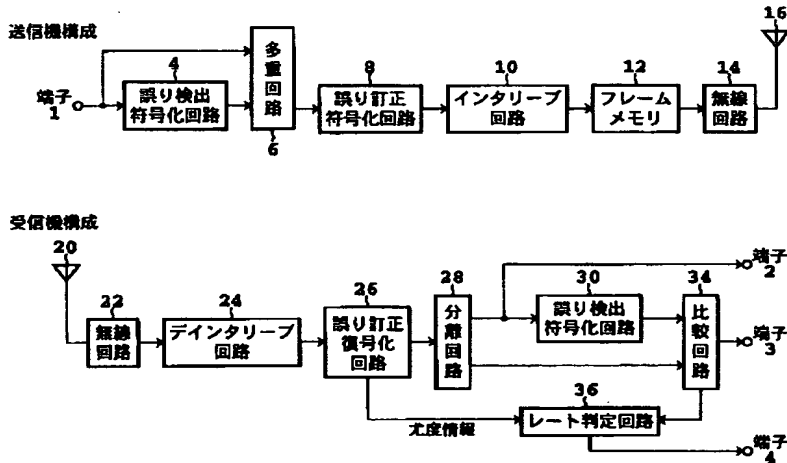 送信機構成
16
4
多重回路
8
10
12
14
端子
1
誤り検出
符号化回路
誤り訂正
符号化回路
インタリーブ
回路
フレーム
メモリ
無線
回路
6
受信機構成
20
22
24
26
28
30
34
端子
2
無線
回路
デインタリーブ
回路
誤り訂正
復号化
回路
分離回路
誤り検出
符号化回路
比較回路
端子
3
36
尤度情報
レート判定回路
端子
4